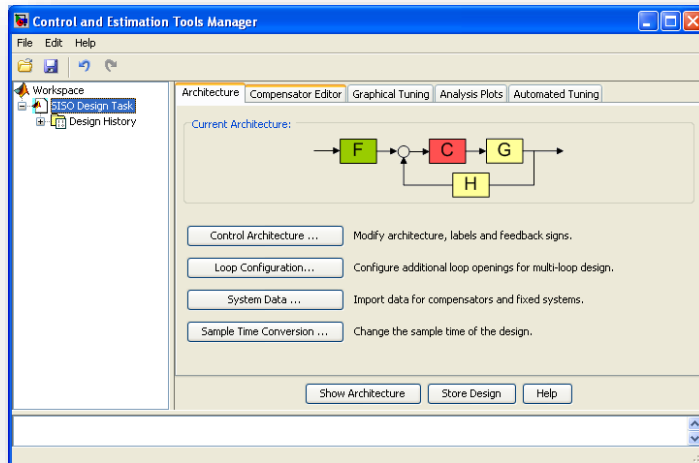 Control and Estimation Tools Manager
File Edit Help
Workspace
SISO Design Task
Design History
Architecture Compensator Editor Graphical Tuning Analysis Plots Automated Tuning
Current Architecture:
F C G
H
Control Architecture ... Modify architecture, labels and feedback signs.
Loop Configuration... Configure additional loop openings for multi-loop design.
System Data ... Import data for compensators and fixed systems.
Sample Time Conversion ... Change the sample time of the design.
Show Architecture Store Design Help